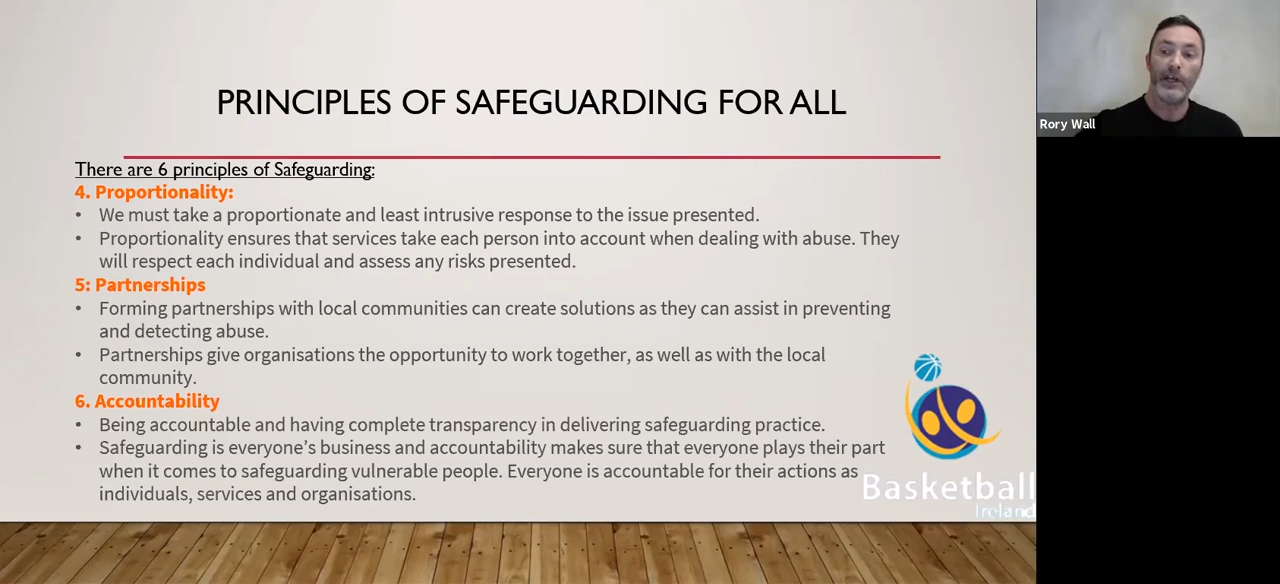 PRINCIPLES OF SAFEGUARDING FOR ALL
There are 6 principles of Safeguarding:
4. Proportionality:
• We must take a proportionate and least intrusive response to the issue presented.
• Proportionality ensures that services take each person into account when dealing with abuse. They
will respect each individual and assess any risks presented.
5: Partnerships
• Forming partnerships with local communities can create solutions as they can assist in preventing
and detecting abuse.
• Partnerships give organisations the opportunity to work together, as well as with the local
community.
6. Accountability
• Being accountable and having complete transparency in delivering safeguarding practice.
• Safeguarding is everyone’s business and accountability makes sure that everyone plays their part
when it comes to safeguarding vulnerable people. Everyone is accountable for their actions as
individuals, services and organisations.
Basketball
Ireland
Rory Wall